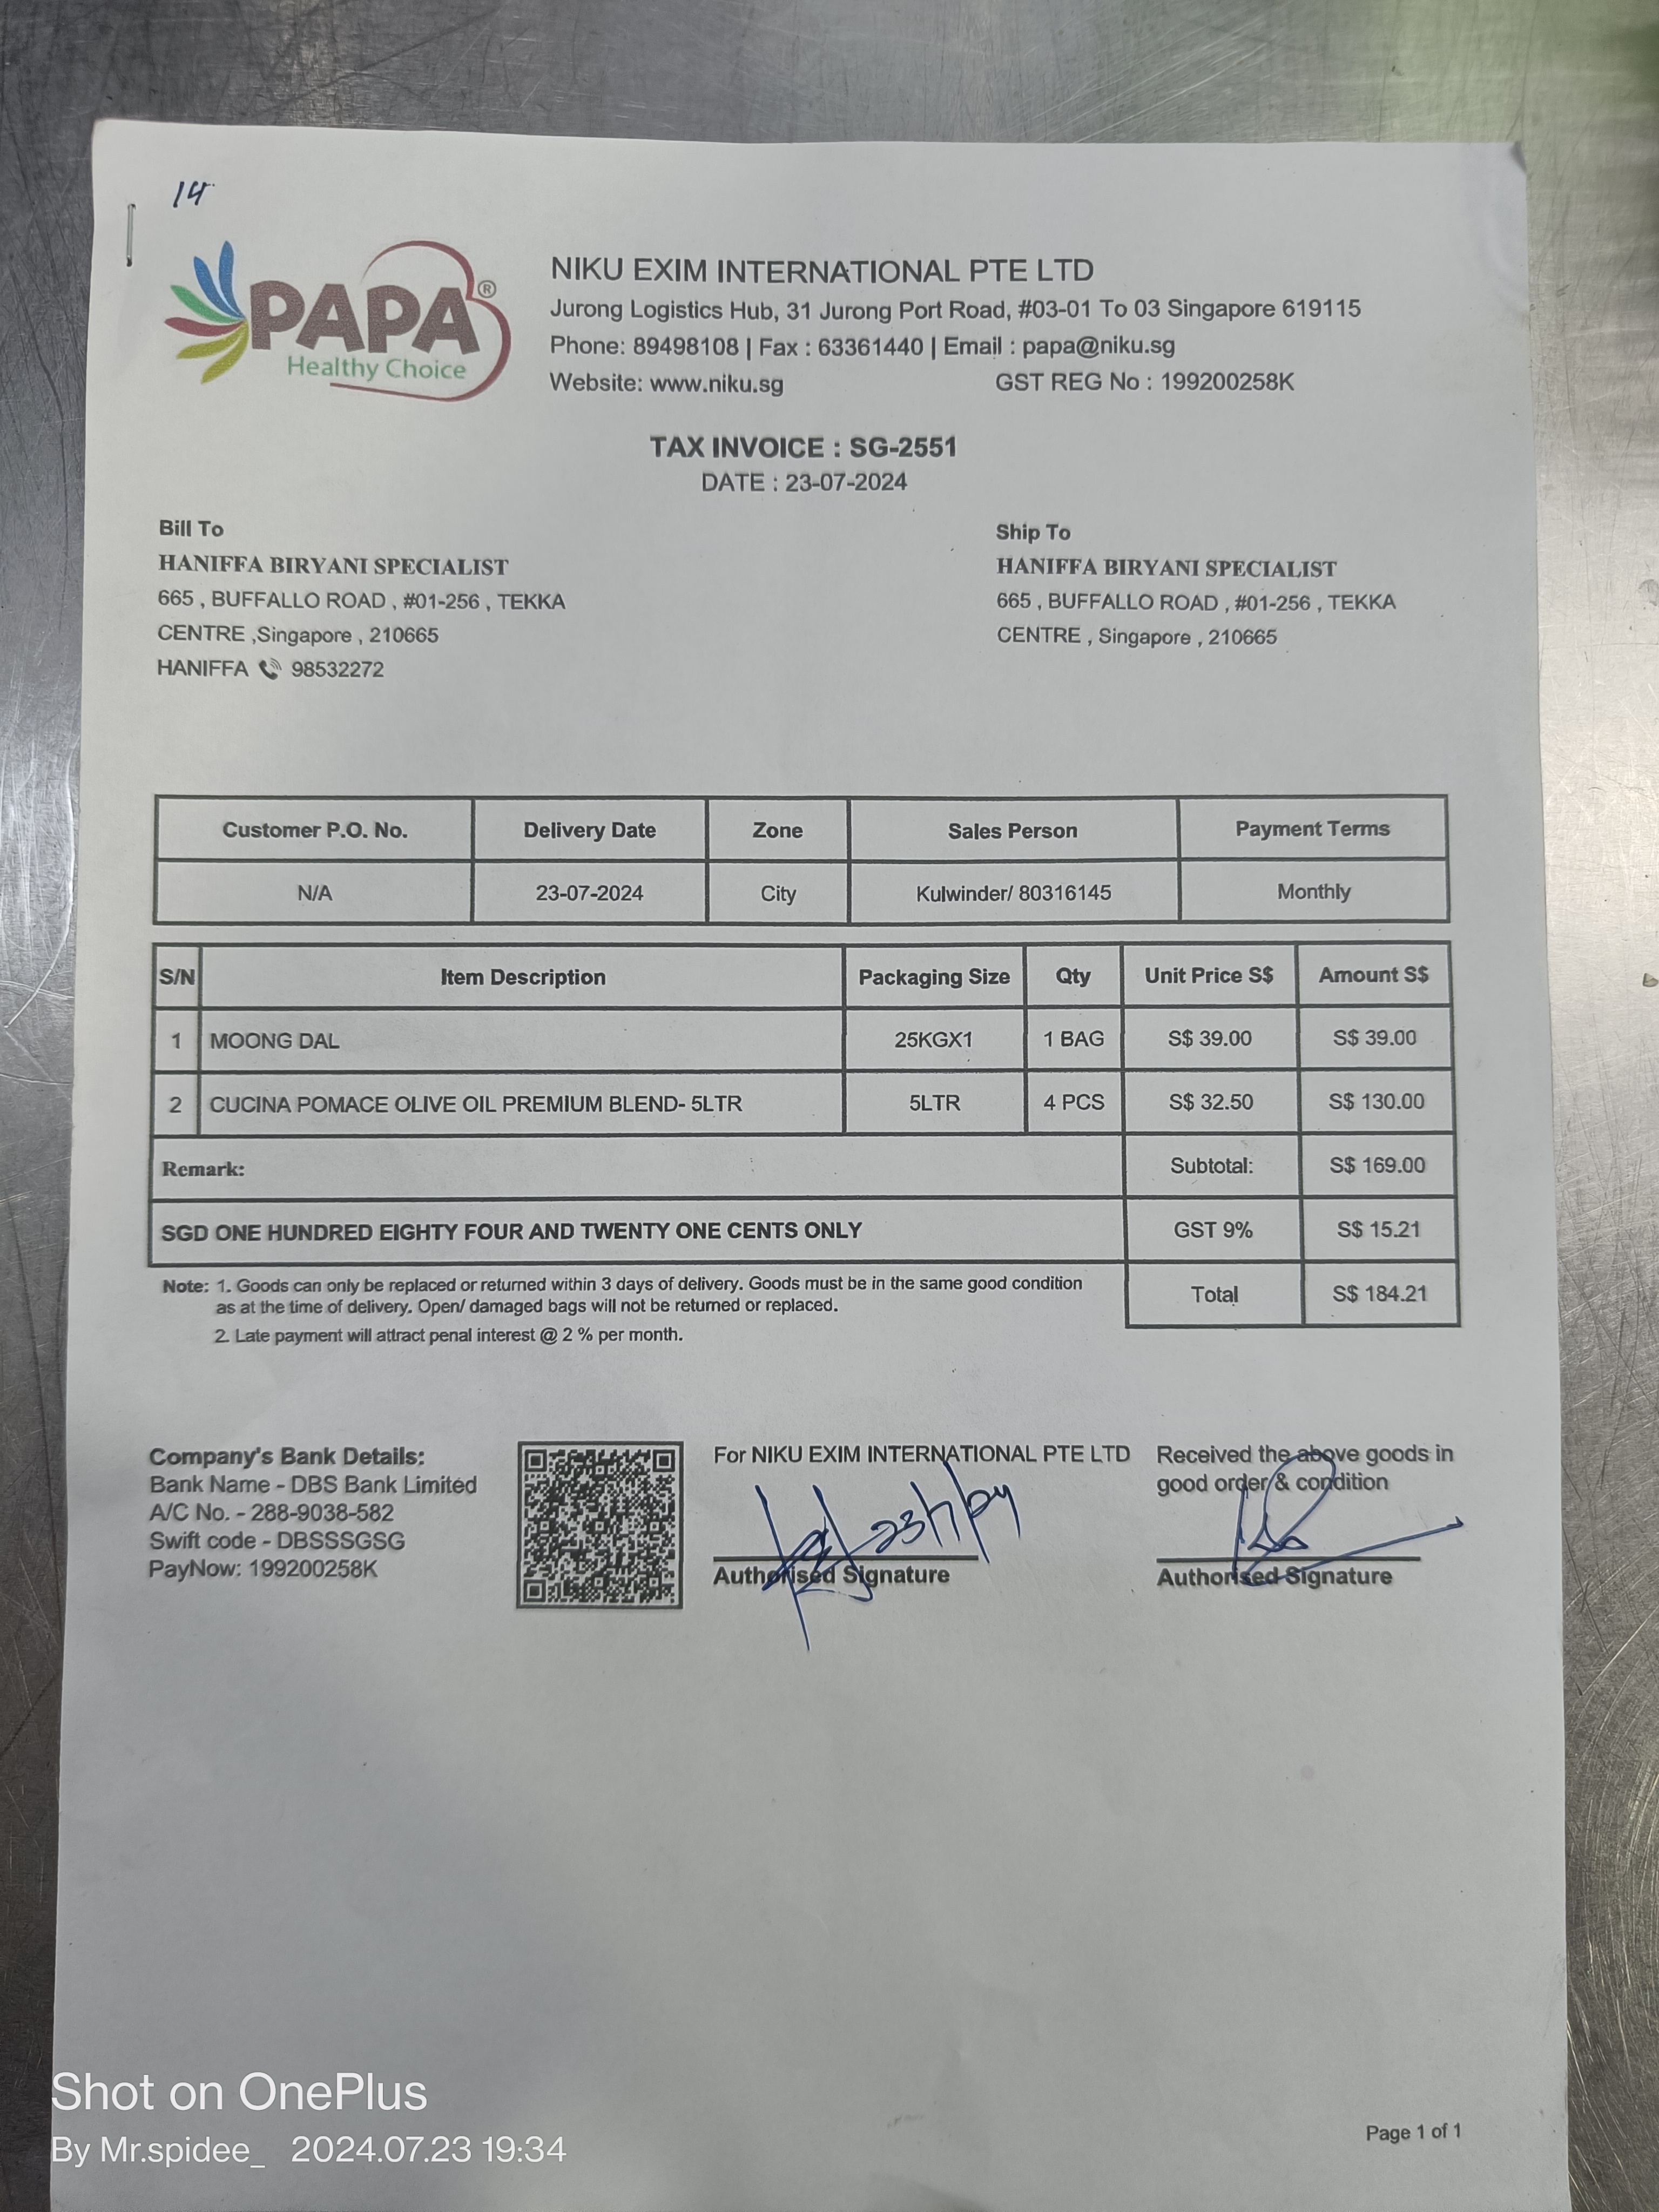 14
PAPA®
Healthy Choice
NIKU EXIM INTERNATIONAL PTE LTD
Jurong Logistics Hub, 31 Jurong Port Road, #03-01 To 03 Singapore 619115
Phone: 89498108 | Fax : 63361440 | Email : papa@niku.sg
Website: www.niku.sg GST REG No : 199200258K
TAX INVOICE : SG-2551
DATE : 23-07-2024
Bill To
HANIFFA BIRYANI SPECIALIST
665 , BUFFALLO ROAD , #01-256 , TEKKA
CENTRE ,Singapore , 210665
HANIFFA 98532272
Ship To
HANIFFA BIRYANI SPECIALIST
665 , BUFFALLO ROAD , #01-256 , TEKKA
CENTRE , Singapore , 210665
Customer P.O. No. Delivery Date Zone Sales Person Payment Terms
N/A 23-07-2024 City Kulwinder/ 80316145 Monthly
S/N Item Description Packaging Size Qty Unit Price S$ Amount S$
1 MOONG DAL 25KGX1 1 BAG S$ 39.00 S$ 39.00
2 CUCINA POMACE OLIVE OIL PREMIUM BLEND- 5LTR 5LTR 4 PCS S$ 32.50 S$ 130.00
Remark: Subtotal: S$ 169.00
SGD ONE HUNDRED EIGHTY FOUR AND TWENTY ONE CENTS ONLY GST 9% S$ 15.21
Total S$ 184.21
Note: 1. Goods can only be replaced or returned within 3 days of delivery. Goods must be in the same good condition
as at the time of delivery. Open/ damaged bags will not be returned or replaced.
2. Late payment will attract penal interest @ 2 % per month.
Company's Bank Details:
Bank Name - DBS Bank Limited
A/C No. - 288-9038-582
Swift code - DBSSSGSG
PayNow: 199200258K
For NIKU EXIM INTERNATIONAL PTE LTD
Authorised Signature
Received the above goods in
good order & condition
Authorised Signature
Page 1 of 1
Shot on OnePlus
By Mr.spidee_ 2024.07.23 19:34